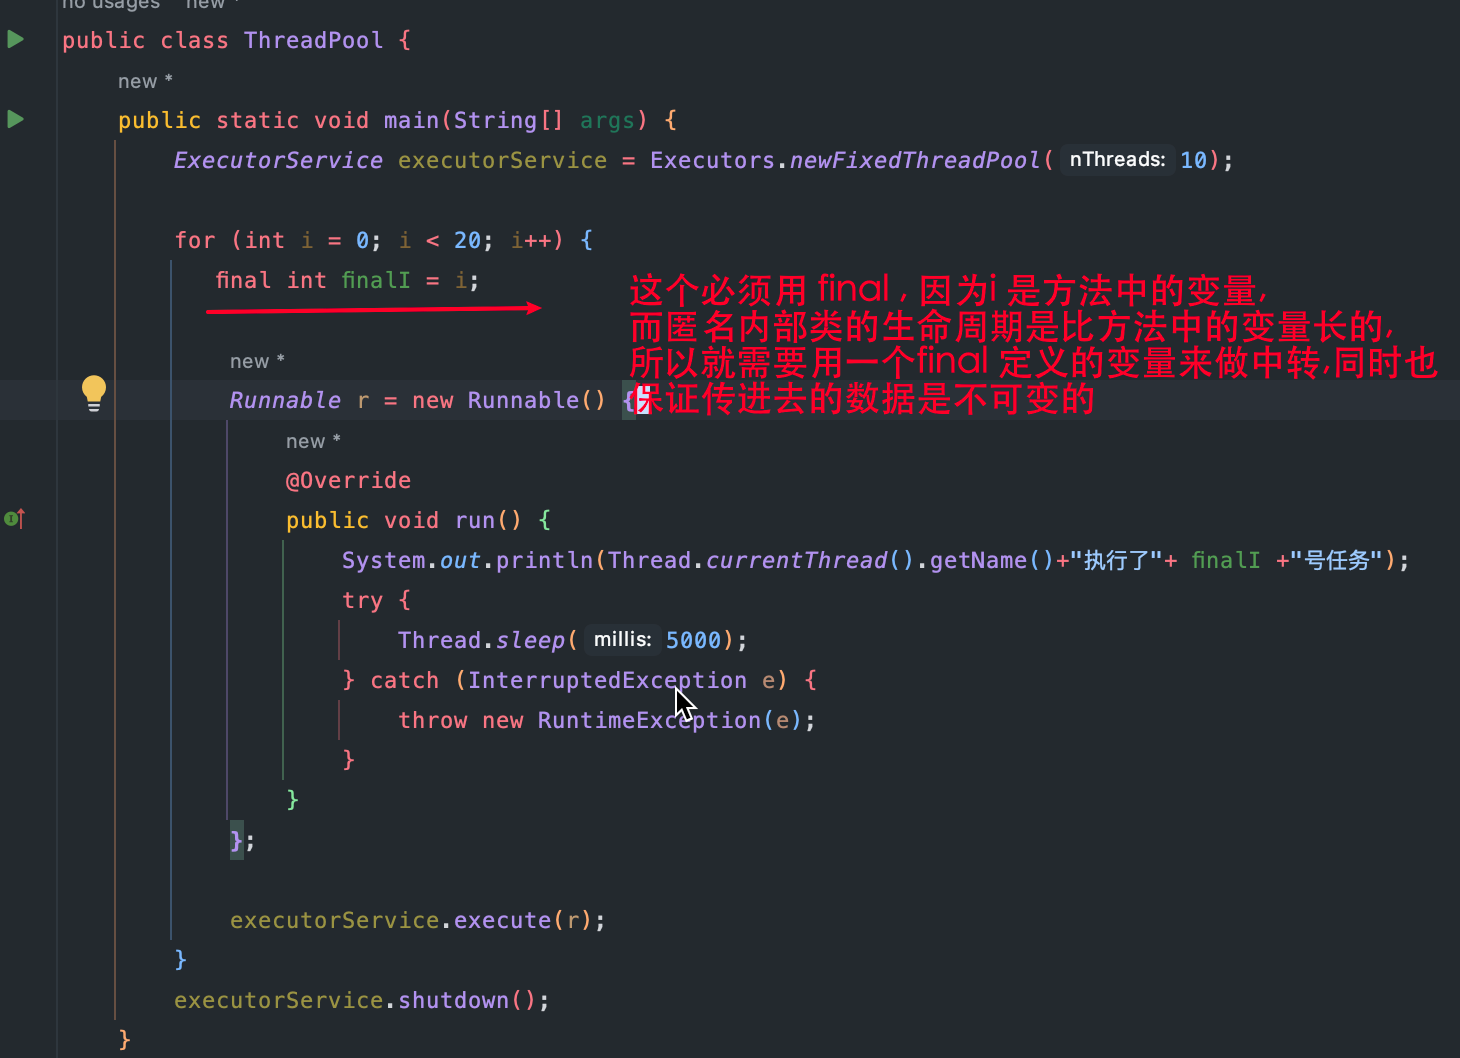 no usages new *
public class ThreadPool {
new *
public static void main(String[] args) {
ExecutorService executorService = Executors.newFixedThreadPool( nThreads: 10);
for (int i = 0; i < 20; i++) {
final int finalI = i;
这个必须用 final , 因为i 是方法中的变量,
而匿名内部类的生命周期是比方法中的变量长的,
所以就需要用一个final 定义的变量来做中转,同时也
保证传进去的数据是不可变的
new *
Runnable r = new Runnable() {
new *
@Override
public void run() {
System.out.println(Thread.currentThread().getName()+"执行了"+ finalI +"号任务");
try {
Thread.sleep( millis: 5000);
} catch (InterruptedException e) {
throw new RuntimeException(e);
}
}
};
executorService.execute(r);
}
executorService.shutdown();
}